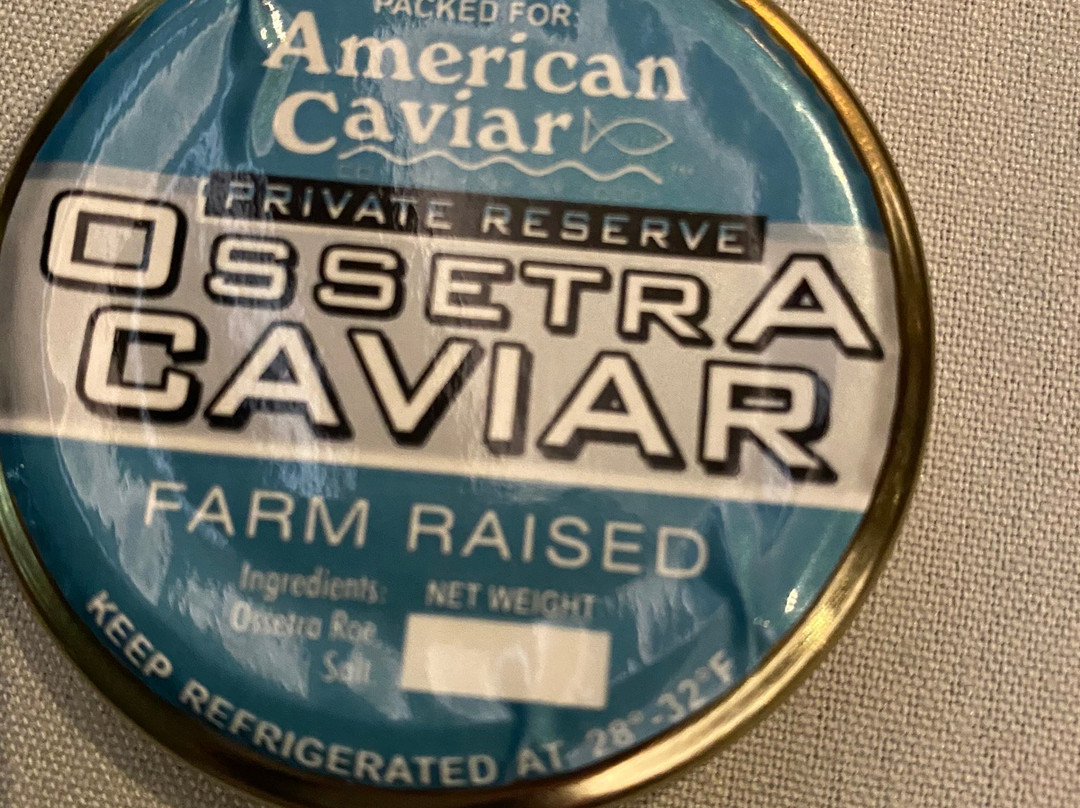 PACKED FOR:
American
Caviar
PRIVATE RESERVE
OSSETRA
CAVIAR
FARM RAISED
Ingredients:
Ossetra Roe
Salt
NET WEIGHT
KEEP REFRIGERATED AT 28°-32°F